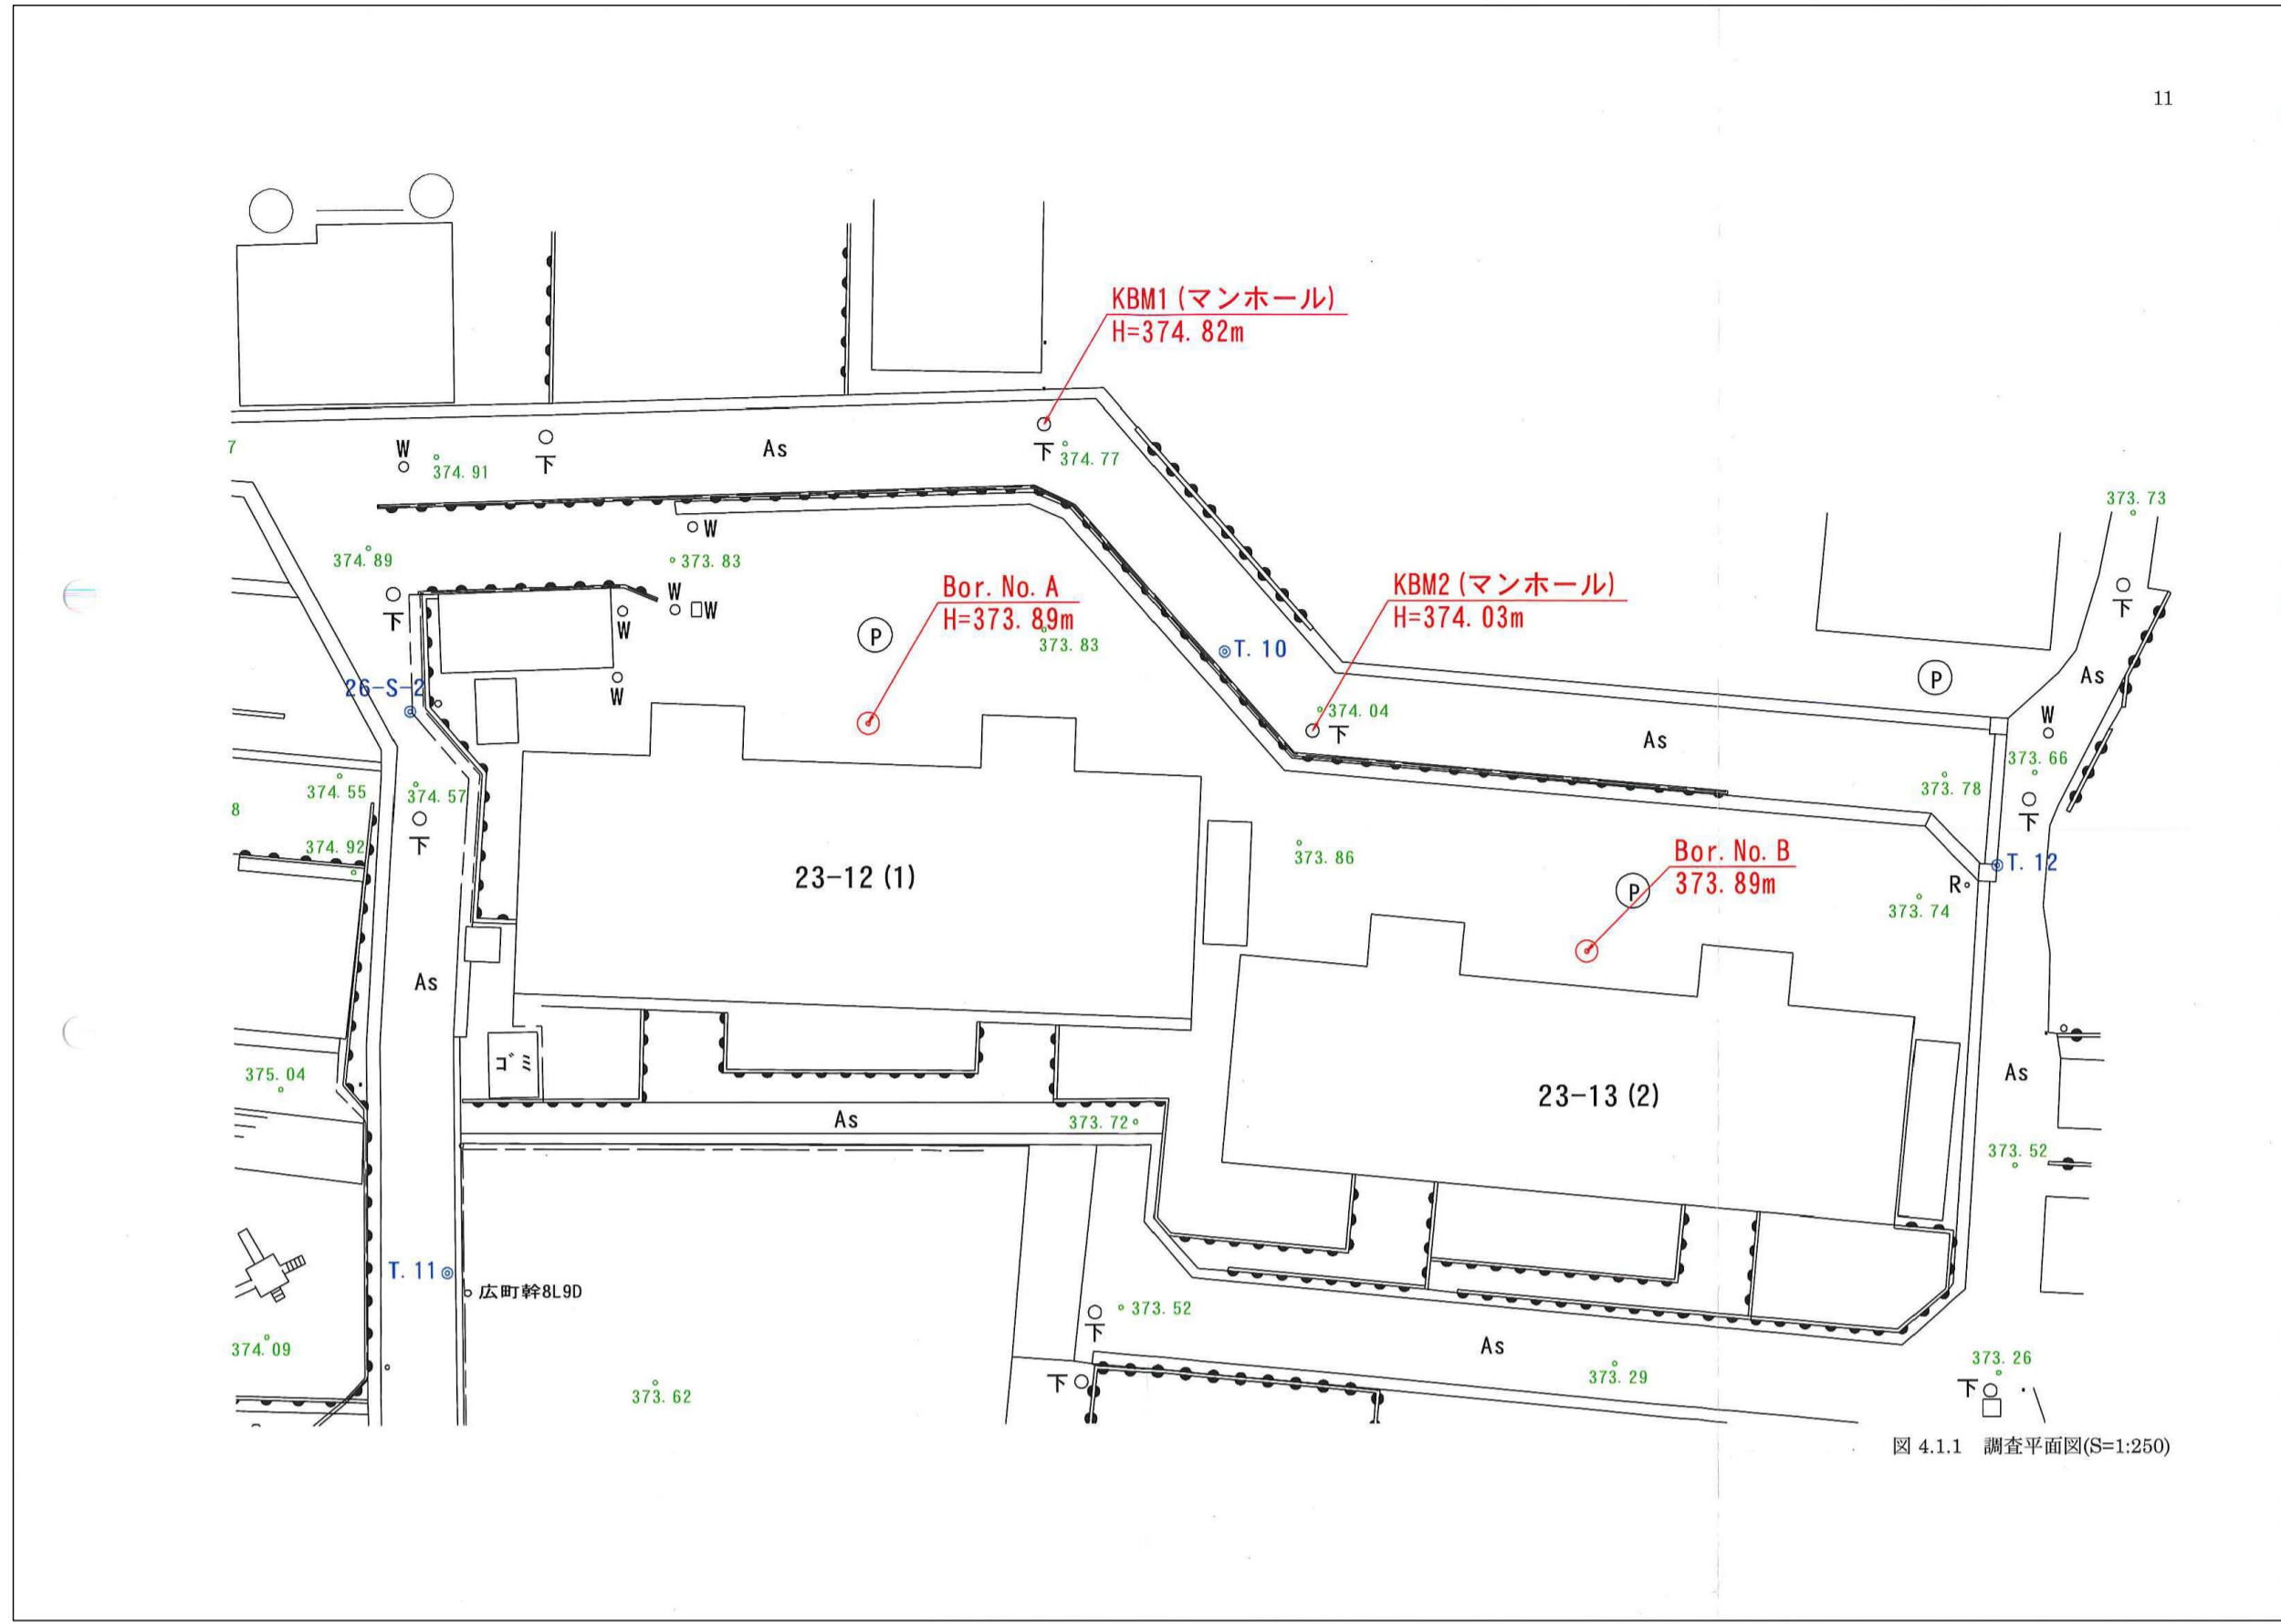 11
KBM1(マンホール)
H=374.82m
W
下
As
下
374.77
7
374.91
373.73
W
374.89
373.83
下
W
W
W
Bor. No. A
H=373.89m
373.83
P
KBM2(マンホール)
H=374.03m
下
T. 10
W
26-S-2
374.04
下
As
P
As
W
373.66
374.55
374.57
373.78
下
8
下
374.92
23-12(1)
373.86
Bor. No. B
373.89m
P
R
T. 12
373.74
As
ゴミ
375.04
As
373.72
23-13(2)
As
373.52
T. 11
広町幹8L9D
373.52
下
374.09
As
373.29
373.26
下
下
373.62
図 4.1.1 調査平面図(S=1:250)